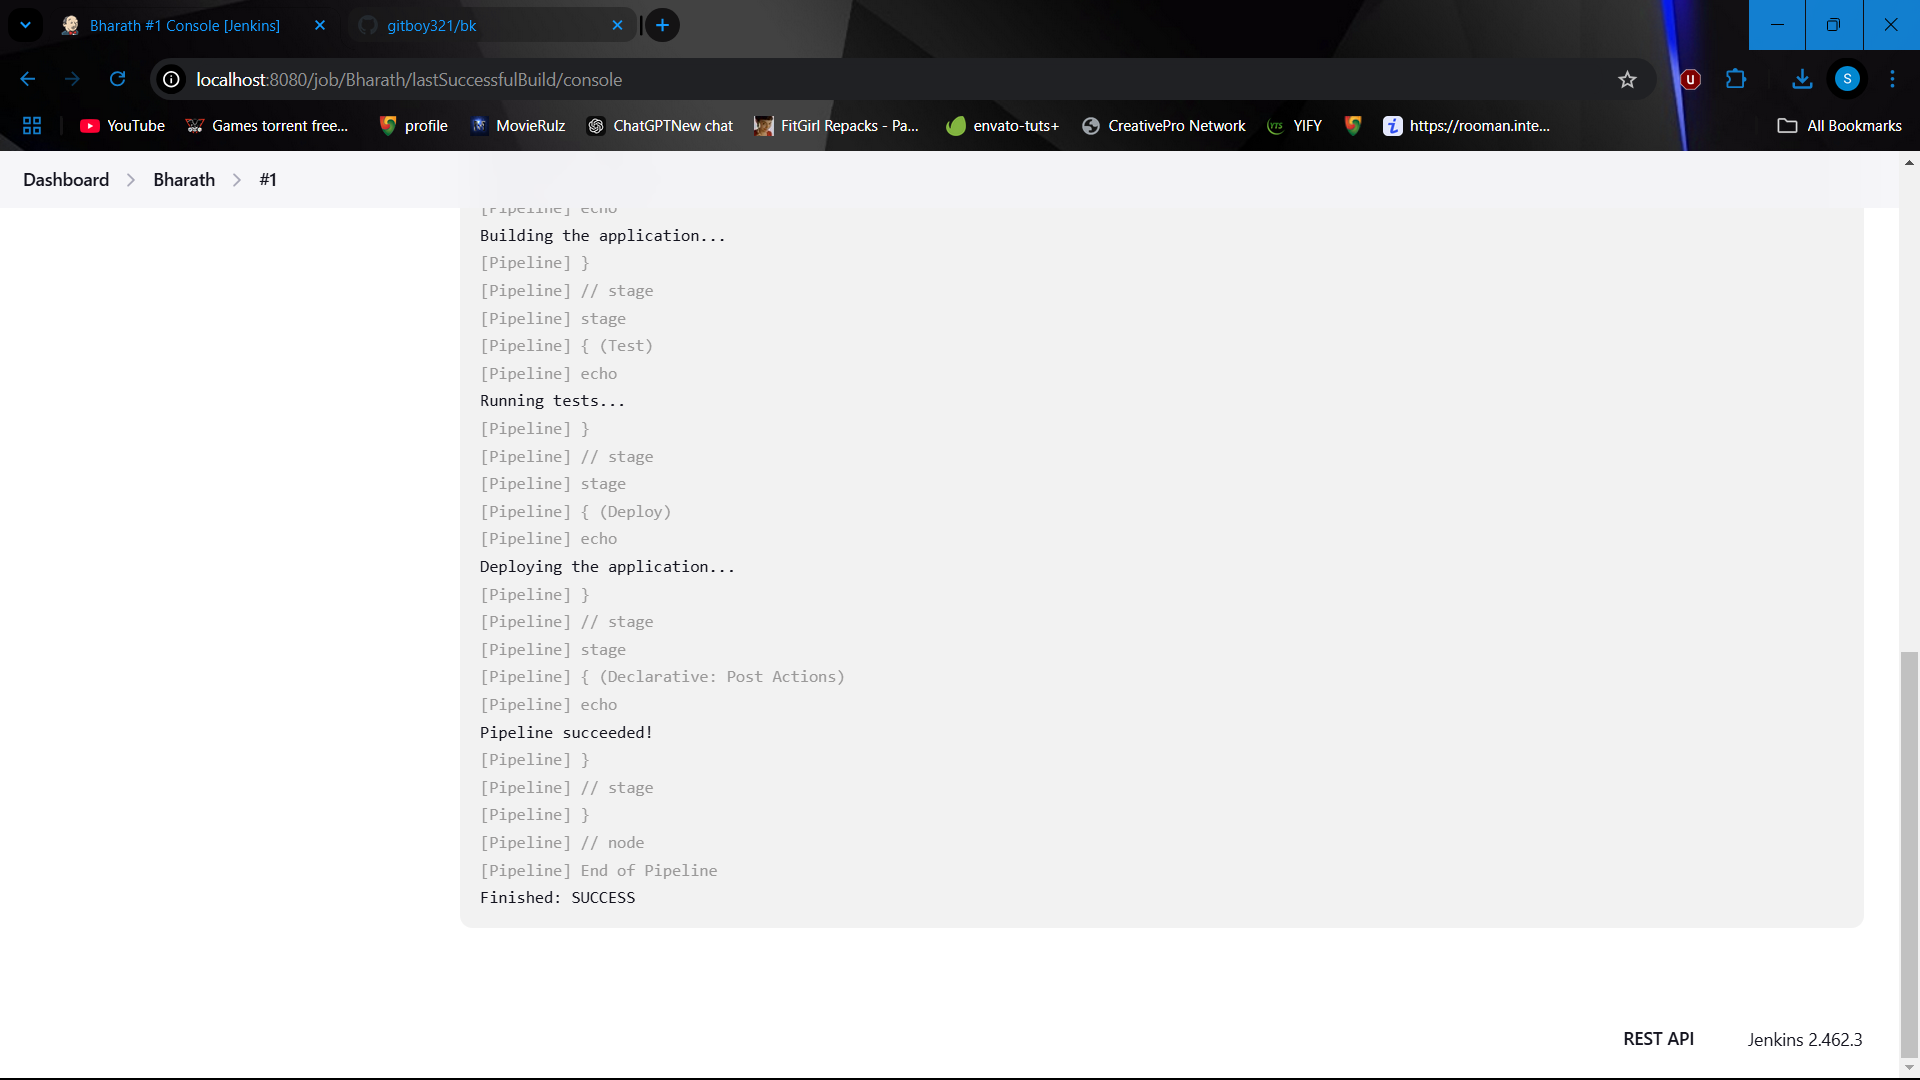 Bharath #1 Console [Jenkins]
gitboy321/bk
localhost:8080/job/Bharath/lastSuccessfulBuild/console
S
YouTube
Games torrent free...
profile
MovieRulz
ChatGPTNew chat
FitGirl Repacks - Pa...
envato-tuts+
CreativePro Network
YIFY
https://rooman.inte...
All Bookmarks
Dashboard
Bharath
#1
[Pipeline] echo
Building the application...
[Pipeline] }
[Pipeline] // stage
[Pipeline] stage
[Pipeline] { (Test)
[Pipeline] echo
Running tests...
[Pipeline] }
[Pipeline] // stage
[Pipeline] stage
[Pipeline] { (Deploy)
[Pipeline] echo
Deploying the application...
[Pipeline] }
[Pipeline] // stage
[Pipeline] stage
[Pipeline] { (Declarative: Post Actions)
[Pipeline] echo
Pipeline succeeded!
[Pipeline] }
[Pipeline] // stage
[Pipeline] }
[Pipeline] // node
[Pipeline] End of Pipeline
Finished: SUCCESS
REST API
Jenkins 2.462.3